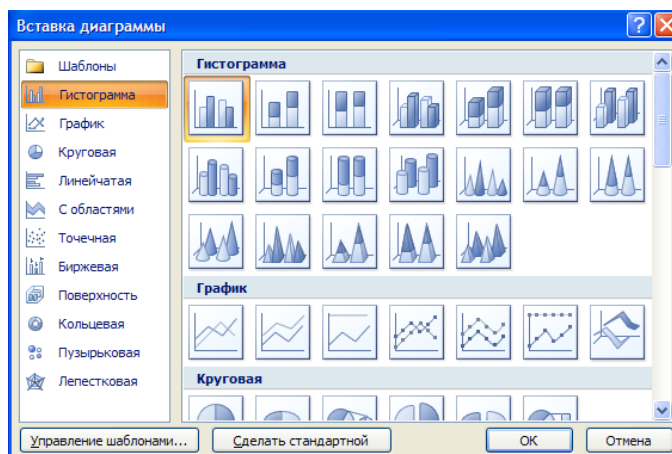 Вставка диаграммы
Шаблоны
Гистограмма
График
Круговая
Линейчатая
С областями
Точечная
Биржевая
Поверхность
Кольцевая
Пузырьковая
Лепестковая
Гистограмма
График
Круговая
Управление шаблонами...
Сделать стандартной
ОК
Отмена